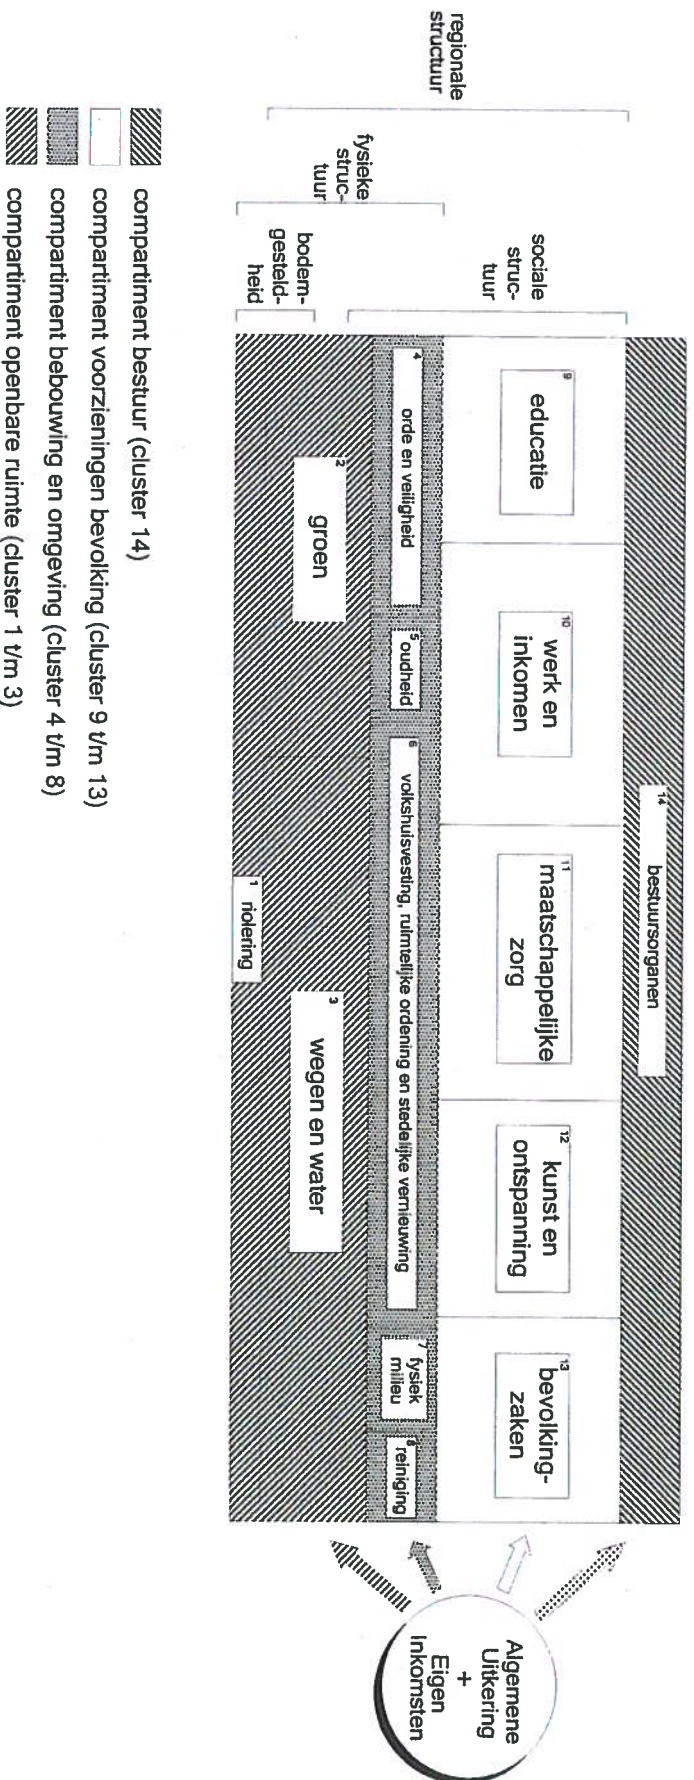 regionale
structuur
fysieke
struc-
tuur
sociale
struc-
tuur
bodem-
gesteld-
heid
14
bestuursorganen
9
educatie
10
werk en
inkomen
11
maatschappelijke
zorg
12
kunst en
ontspanning
13
bevolking-
zaken
4
orde en veiligheid
5
oudheid
6
volkshuisvesting, ruimtelijke ordening en stedelijke vernieuwing
7
fysiek
milieu
8
reiniging
2
groen
3
wegen en water
1
riolering
Algemene
Uitkering
+
Eigen
Inkomsten
compartiment bestuur (cluster 14)
compartiment voorzieningen bevolking (cluster 9 t/m 13)
compartiment bebouwing en omgeving (cluster 4 t/m 8)
compartiment openbare ruimte (cluster 1 t/m 3)